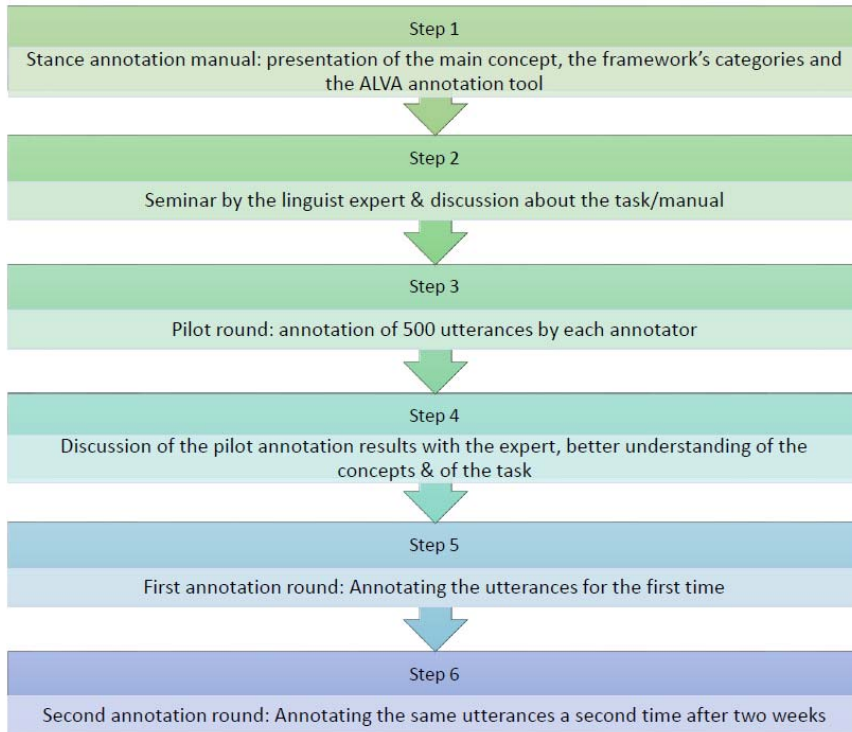 Step 1
Stance annotation manual: presentation of the main concept, the framework’s categories and
the ALVA annotation tool
Step 2
Seminar by the linguist expert & discussion about the task/manual
Step 3
Pilot round: annotation of 500 utterances by each annotator
Step 4
Discussion of the pilot annotation results with the expert, better understanding of the
concepts & of the task
Step 5
First annotation round: Annotating the utterances for the first time
Step 6
Second annotation round: Annotating the same utterances a second time after two weeks